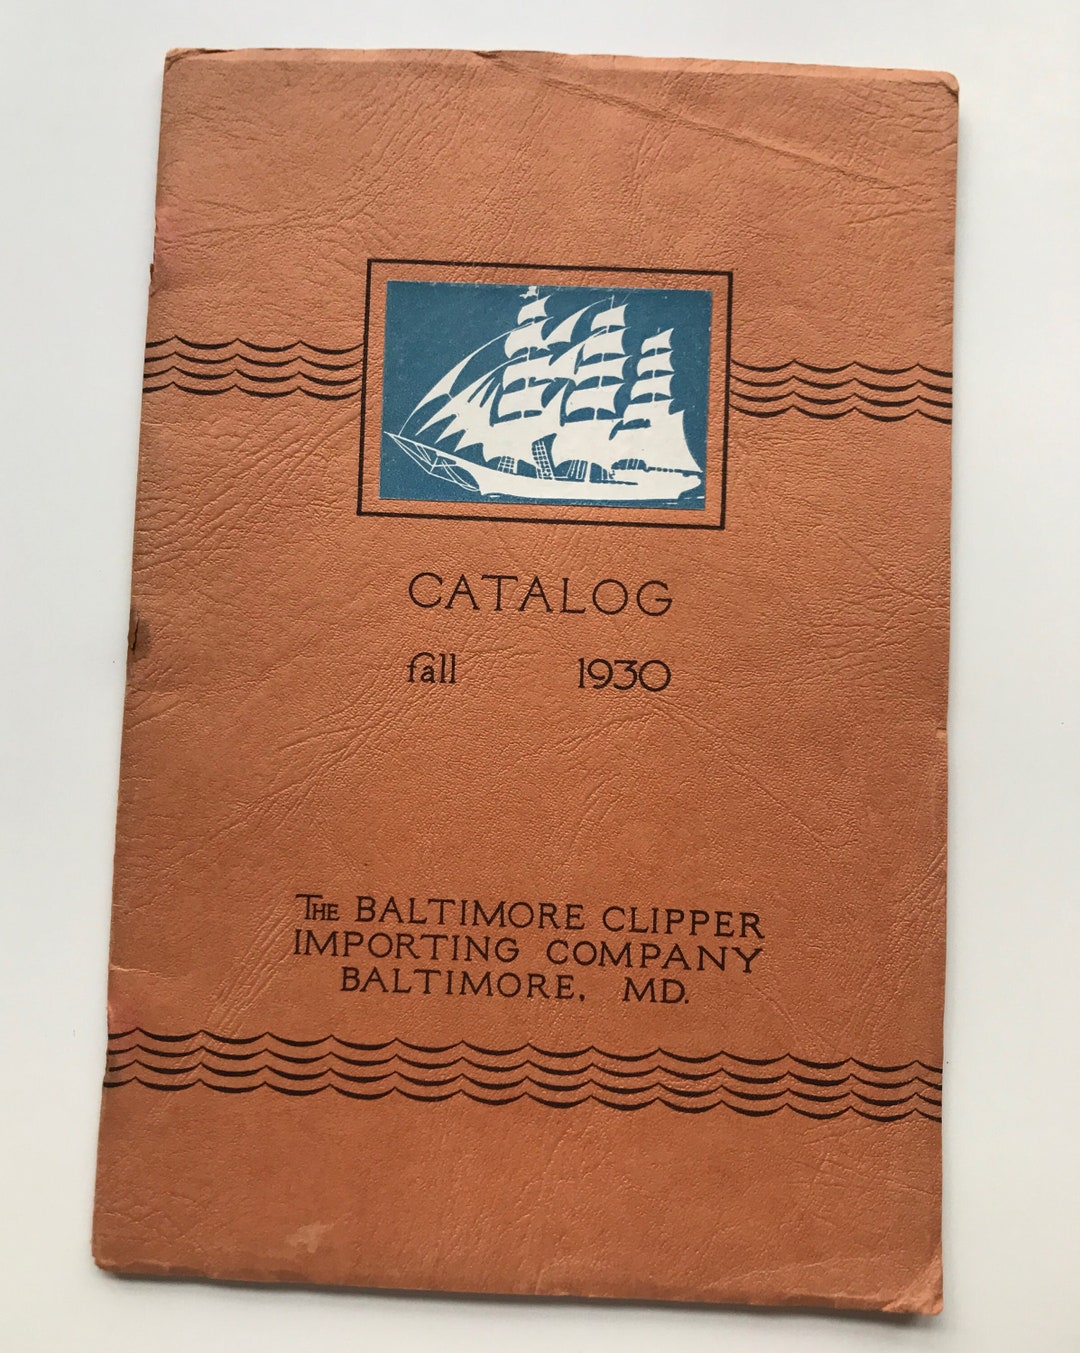 CATALOG
fall 1930
The BALTIMORE CLIPPER
IMPORTING COMPANY
BALTIMORE, MD.